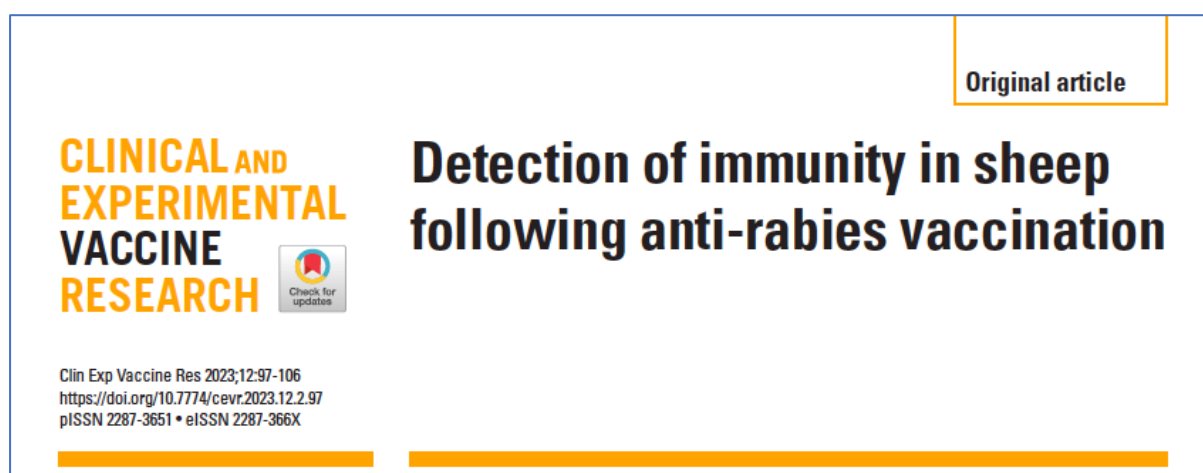 Original article
CLINICAL AND
EXPERIMENTAL
VACCINE
RESEARCH
Check for
updates
Detection of immunity in sheep
following anti-rabies vaccination
Clin Exp Vaccine Res 2023;12:97-106
https://doi.org/10.7774/cevr.2023.12.2.97
pISSN 2287-3651 • eISSN 2287-366X